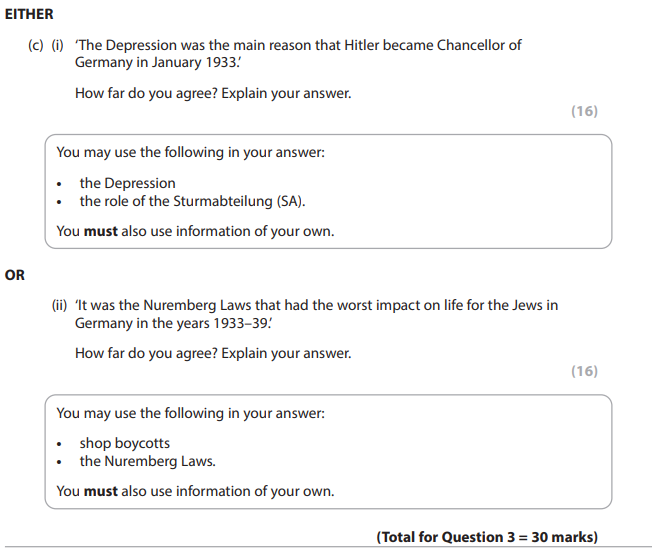 EITHER
(c) (i) ‘The Depression was the main reason that Hitler became Chancellor of
Germany in January 1933.’
How far do you agree? Explain your answer.
(16)
You may use the following in your answer:
• the Depression
• the role of the Sturmabteilung (SA).
You must also use information of your own.
OR
(ii) ‘It was the Nuremberg Laws that had the worst impact on life for the Jews in
Germany in the years 1933–39.’
How far do you agree? Explain your answer.
(16)
You may use the following in your answer:
• shop boycotts
• the Nuremberg Laws.
You must also use information of your own.
(Total for Question 3 = 30 marks)